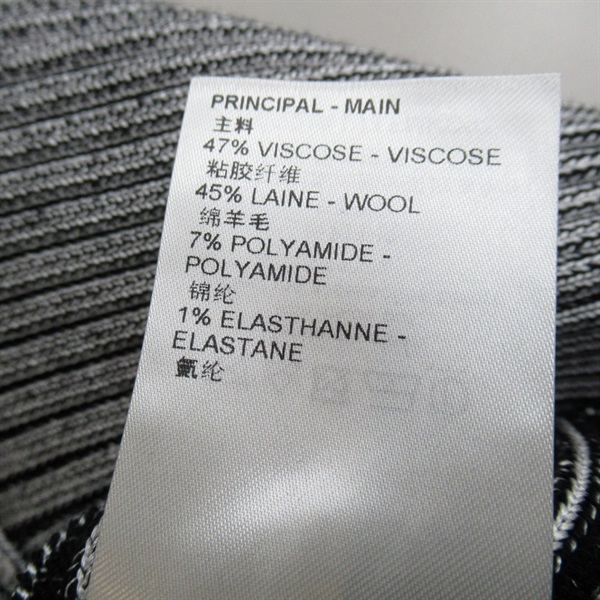 PRINCIPAL - MAIN
主料
47% VISCOSE - VISCOSE
粘胶纤维
45% LAINE - WOOL
绵羊毛
7% POLYAMIDE -
POLYAMIDE
锦纶
1% ELASTHANNE -
ELASTANE
氨纶